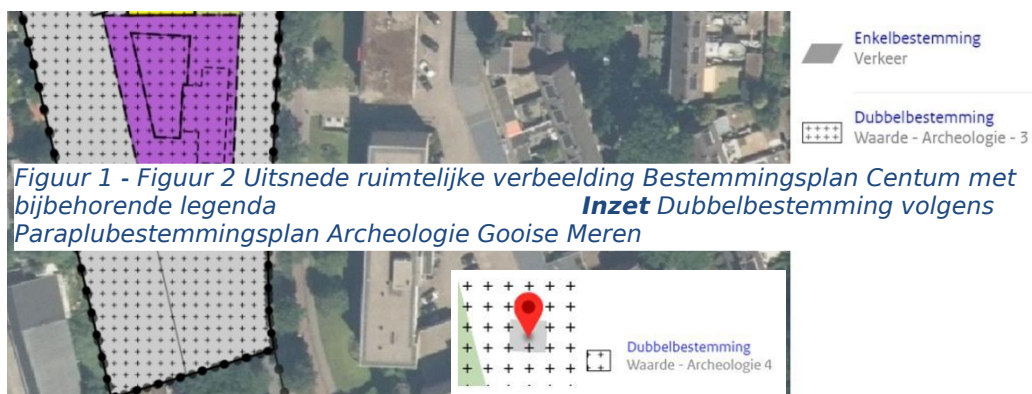 Enkelbestemming
Verkeer
Dubbelbestemming
Waarde - Archeologie - 3
Figuur 1 - Figuur 2 Uitsnede ruimtelijke verbeelding Bestemmingsplan Centum met
bijbehorende legenda Inzet Dubbelbestemming volgens
Paraplubestemmingsplan Archeologie Gooise Meren
Dubbelbestemming
Waarde - Archeologie 4